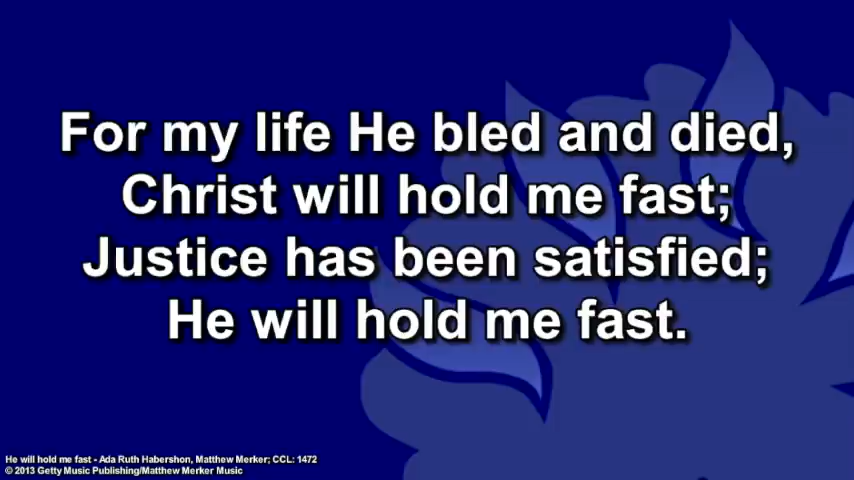 For my life He bled and died,
Christ will hold me fast;
Justice has been satisfied;
He will hold me fast.
He will hold me fast - Ada Ruth Habershon, Matthew Merker; CCL: 1472
© 2013 Getty Music Publishing/Matthew Merker Music